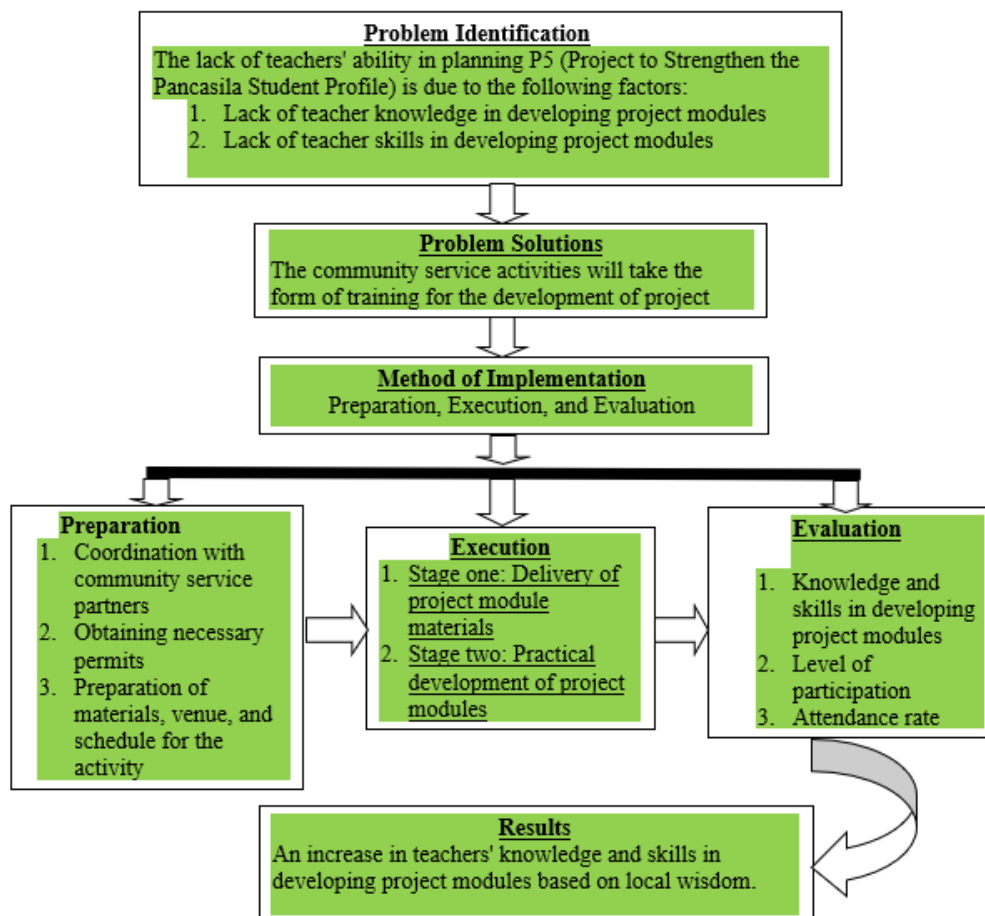 Problem Identification
The lack of teachers' ability in planning P5 (Project to Strengthen the
Pancasila Student Profile) is due to the following factors:
1. Lack of teacher knowledge in developing project modules
2. Lack of teacher skills in developing project modules
Problem Solutions
The community service activities will take the
form of training for the development of project
Method of Implementation
Preparation, Execution, and Evaluation
Preparation
1. Coordination with
community service
partners
2. Obtaining necessary
permits
3. Preparation of
materials, venue, and
schedule for the
activity
Execution
1. Stage one: Delivery of
project module
materials
2. Stage two: Practical
development of project
modules
Evaluation
1. Knowledge and
skills in developing
project modules
2. Level of
participation
3. Attendance rate
Results
An increase in teachers' knowledge and skills in
developing project modules based on local wisdom.